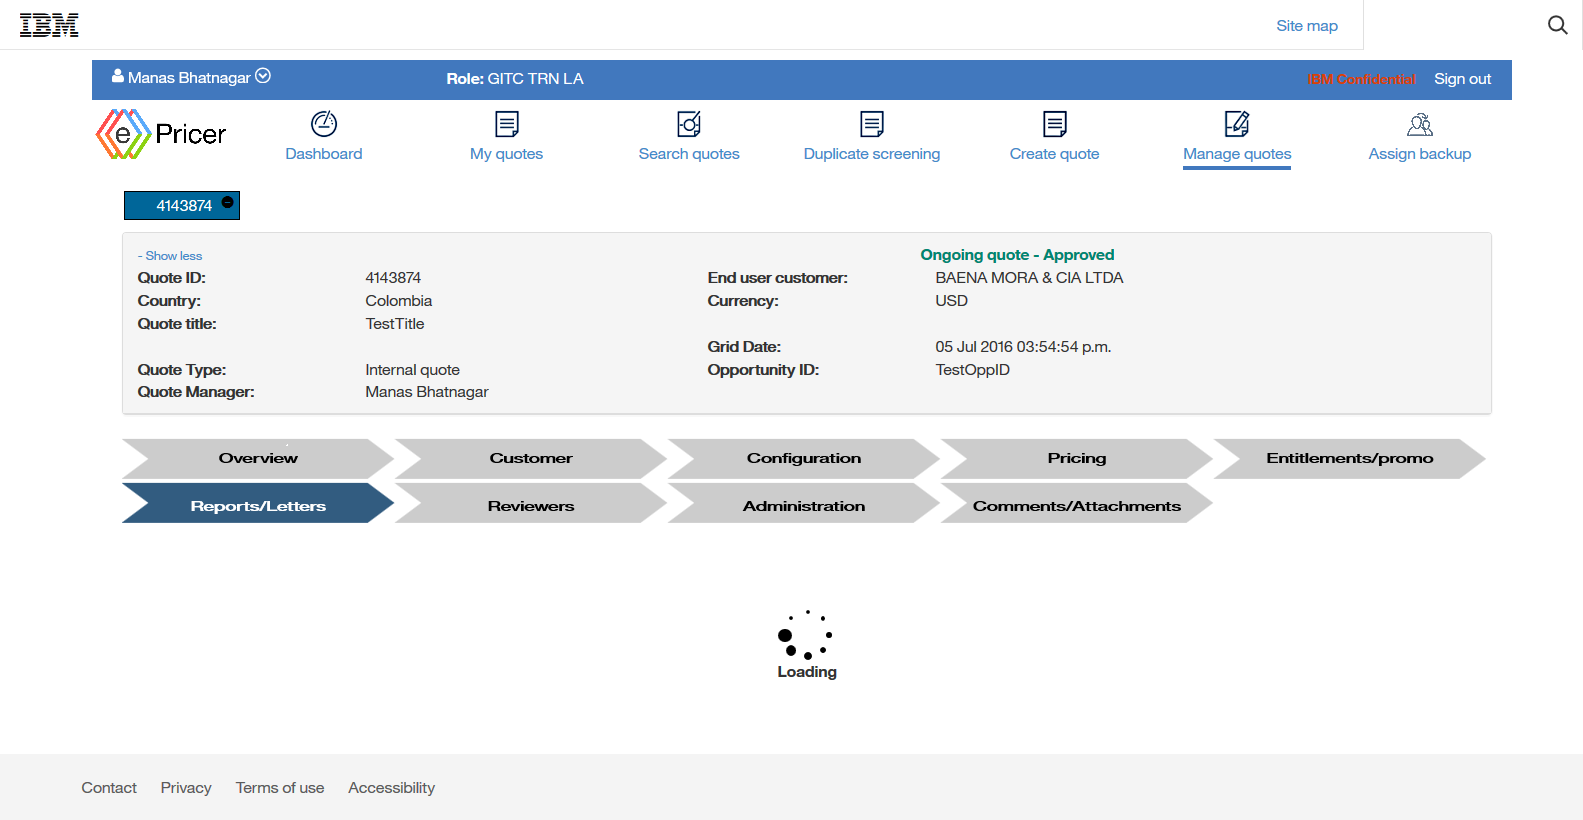 IBM
Site map
Manas Bhatnagar
Role: GITC TRN LA
IBM Confidential
Sign out
e Pricer
Dashboard
My quotes
Search quotes
Duplicate screening
Create quote
Manage quotes
Assign backup
4143874
- Show less
Ongoing quote - Approved
Quote ID: 4143874
End user customer: BAENA MORA & CIA LTDA
Country: Colombia
Currency: USD
Quote title: TestTitle
Grid Date: 05 Jul 2016 03:54:54 p.m.
Quote Type: Internal quote
Opportunity ID: TestOppID
Quote Manager: Manas Bhatnagar
Overview
Customer
Configuration
Pricing
Entitlements/promo
Reports/Letters
Reviewers
Administration
Comments/Attachments
Loading
Contact
Privacy
Terms of use
Accessibility